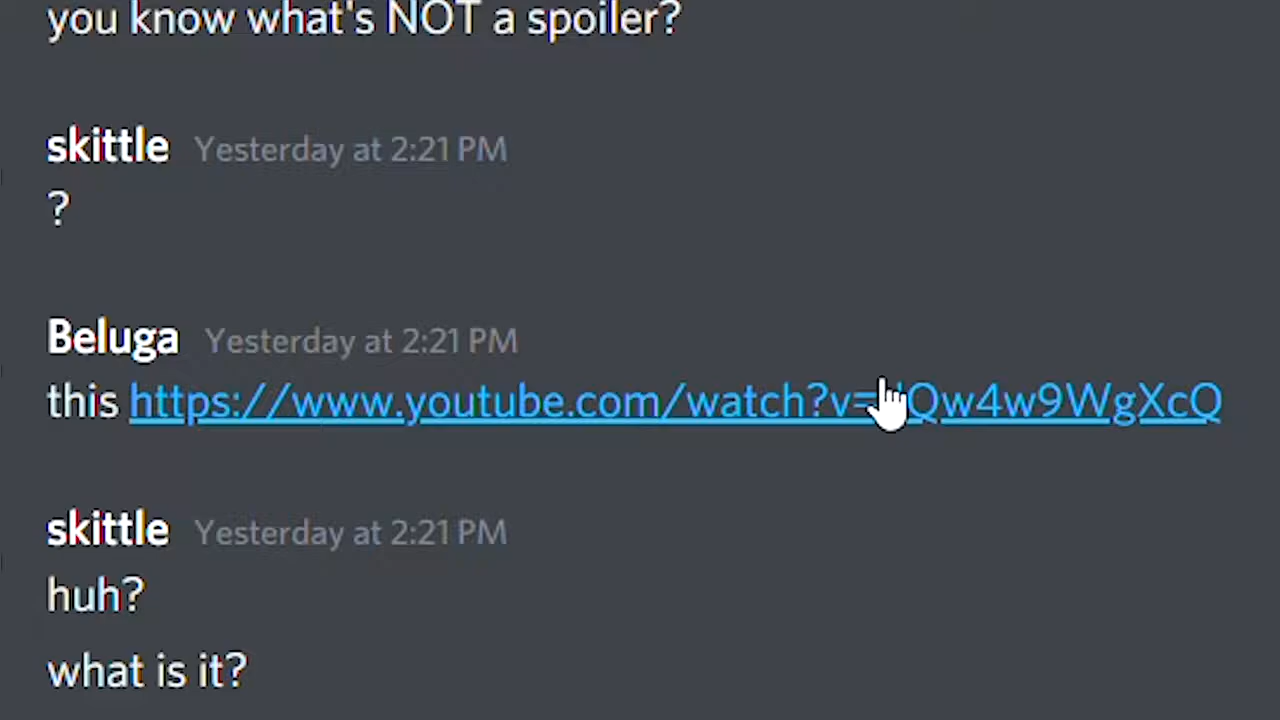 you know what's NOT a spoiler?
skittle Yesterday at 2:21 PM
?
Beluga Yesterday at 2:21 PM
this https://www.youtube.com/watch?v= Qw4w9WgXcQ
skittle Yesterday at 2:21 PM
huh?
what is it?